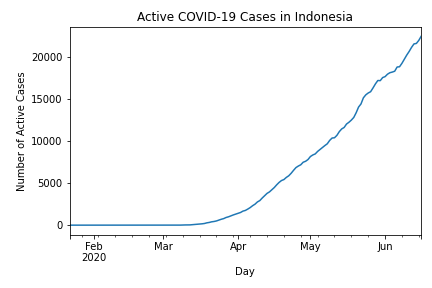 Active COVID-19 Cases in Indonesia
Number of Active Cases
20000
15000
10000
5000
0
Feb Mar Apr May Jun
2020
Day